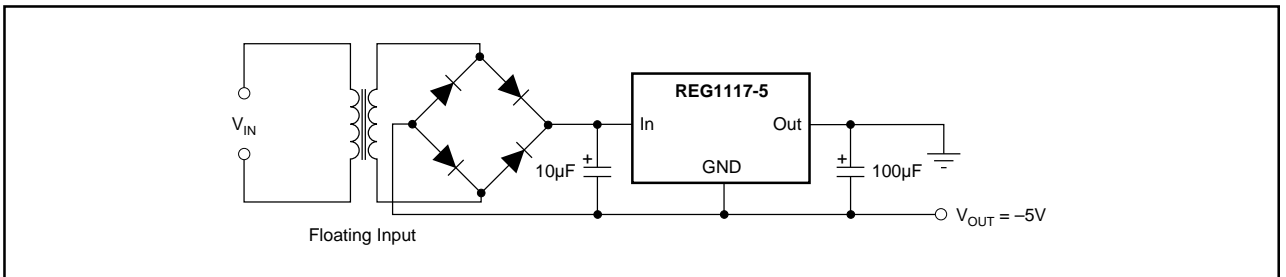 REG1117-5
V_IN
In
Out
10µF
+
GND
+
100µF
V_OUT = –5V
Floating Input